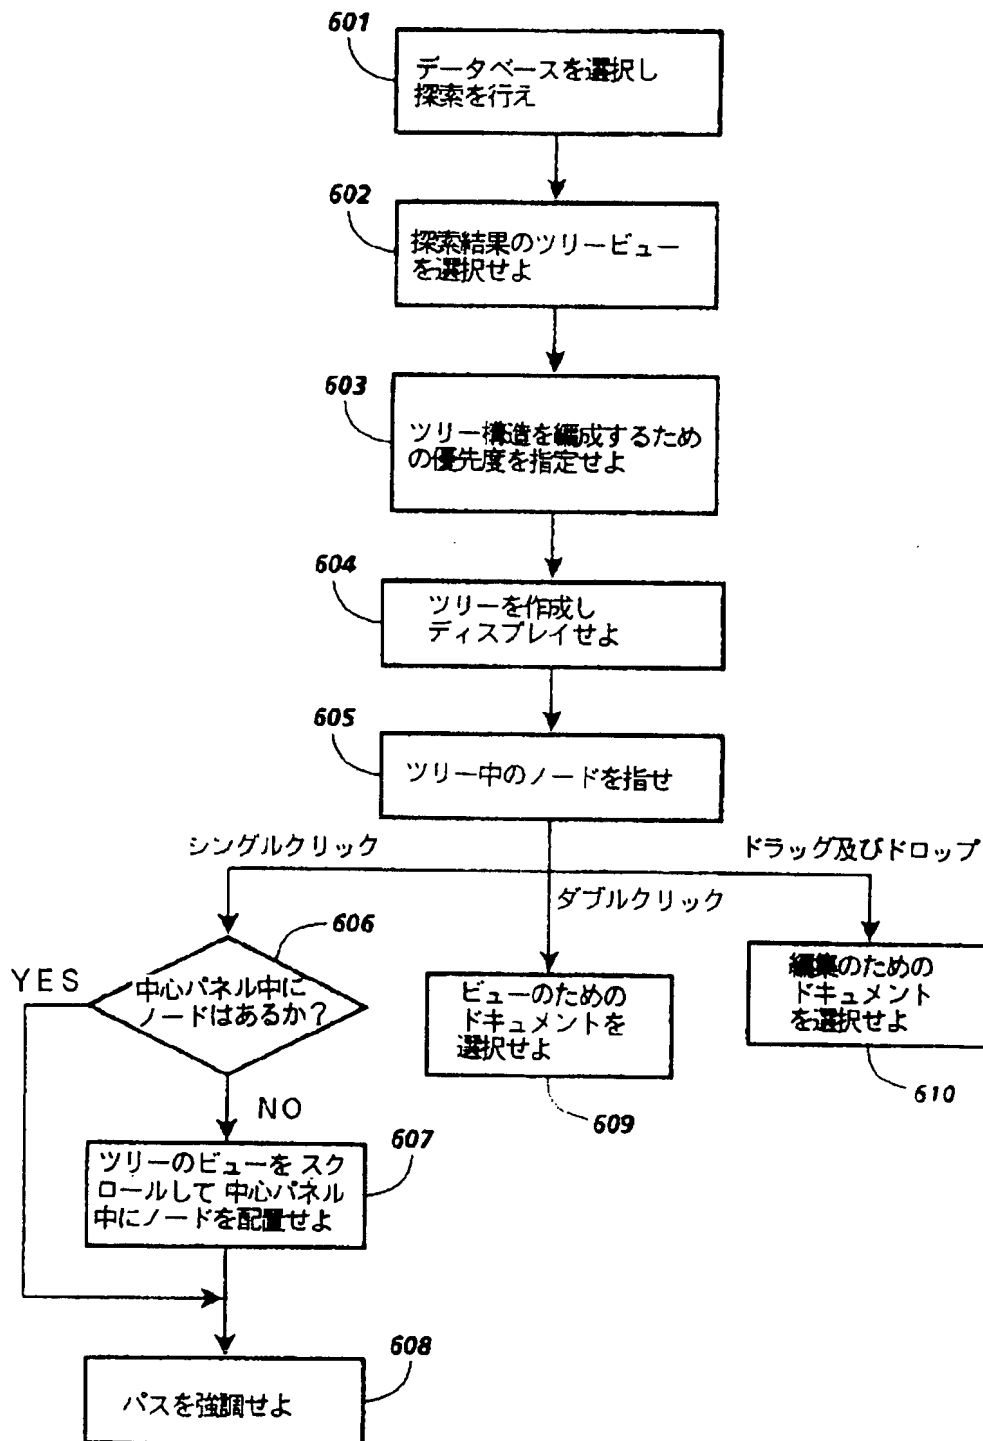 601
データベースを選択し
探索を行え
602
探索結果のツリービュー
を選択せよ
603
ツリー構造を編成するため
の優先度を指定せよ
604
ツリーを作成し
ディスプレイせよ
605
ツリー中のノードを指せ
シングルクリック
ダブルクリック
ドラッグ及びドロップ
606
YES
中心パネル中に
ノードはあるか?
NO
ビューのための
ドキュメントを
選択せよ
609
編集のための
ドキュメント
を選択せよ
610
607
ツリーのビューを スク
ロールして 中心パネル
中にノードを配置せよ
608
パスを強調せよ